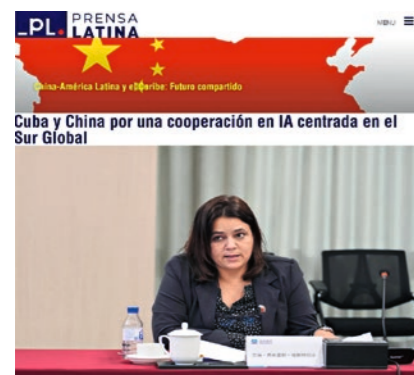 _PL. PRENSA LATINA
MENU
China-América Latina y el Caribe: Futuro compartido
Cuba y China por una cooperación en IA centrada en el
Sur Global